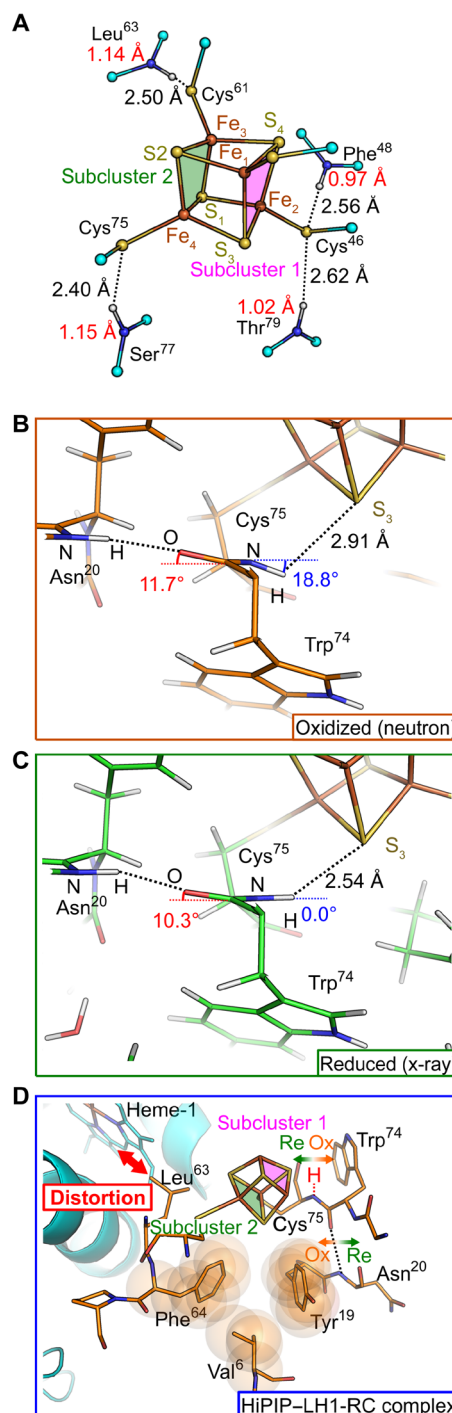 A
Leu63
1.14 Å
2.50 Å
Cys61
Fe3
S4
S2
Fe1
Phe48
0.97 Å
Subcluster 2
Fe2
2.56 Å
S1
Cys75
Fe4
Cys46
S3
Subcluster 1
2.62 Å
2.40 Å
1.02 Å
1.15 Å
Thr79
Ser77
B
S3
O
Cys75
N
H
N
2.91 Å
Asn20
11.7°
H
18.8°
Trp74
Oxidized (neutron)
C
S3
O
Cys75
N
H
N
2.54 Å
Asn20
10.3°
H
0.0°
Trp74
Reduced (x-ray
D
Heme-1
Subcluster 1
Re Ox
Trp74
Leu63
H
Distortion
Cys75
Subcluster 2
Ox Re
Asn20
Phe64
Tyr19
Val6
HiPIP–LH1-RC complex